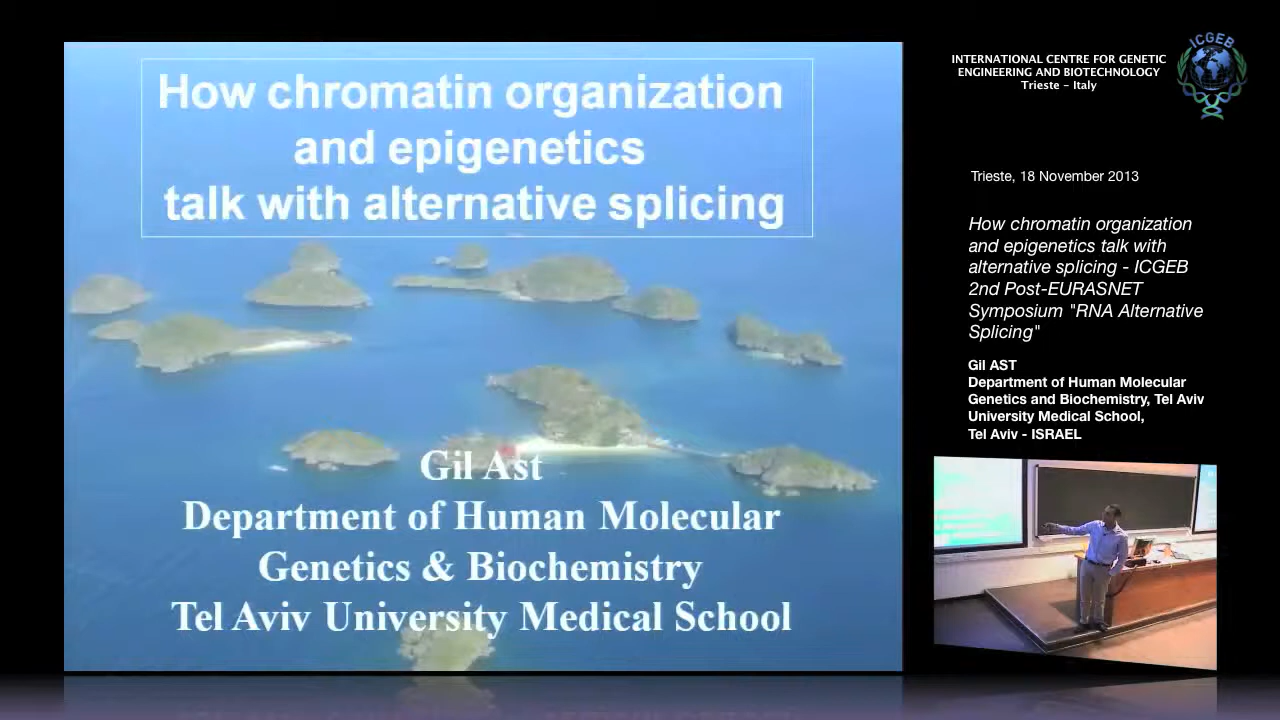 How chromatin organization
and epigenetics
talk with alternative splicing
Gil Ast
Department of Human Molecular
Genetics & Biochemistry
Tel Aviv University Medical School
INTERNATIONAL CENTRE FOR GENETIC
ENGINEERING AND BIOTECHNOLOGY
Trieste - Italy
ICGEB
Trieste, 18 November 2013
How chromatin organization
and epigenetics talk with
alternative splicing - ICGEB
2nd Post-EURASNET
Symposium "RNA Alternative
Splicing"
Gil AST
Department of Human Molecular
Genetics and Biochemistry, Tel Aviv
University Medical School,
Tel Aviv - ISRAEL